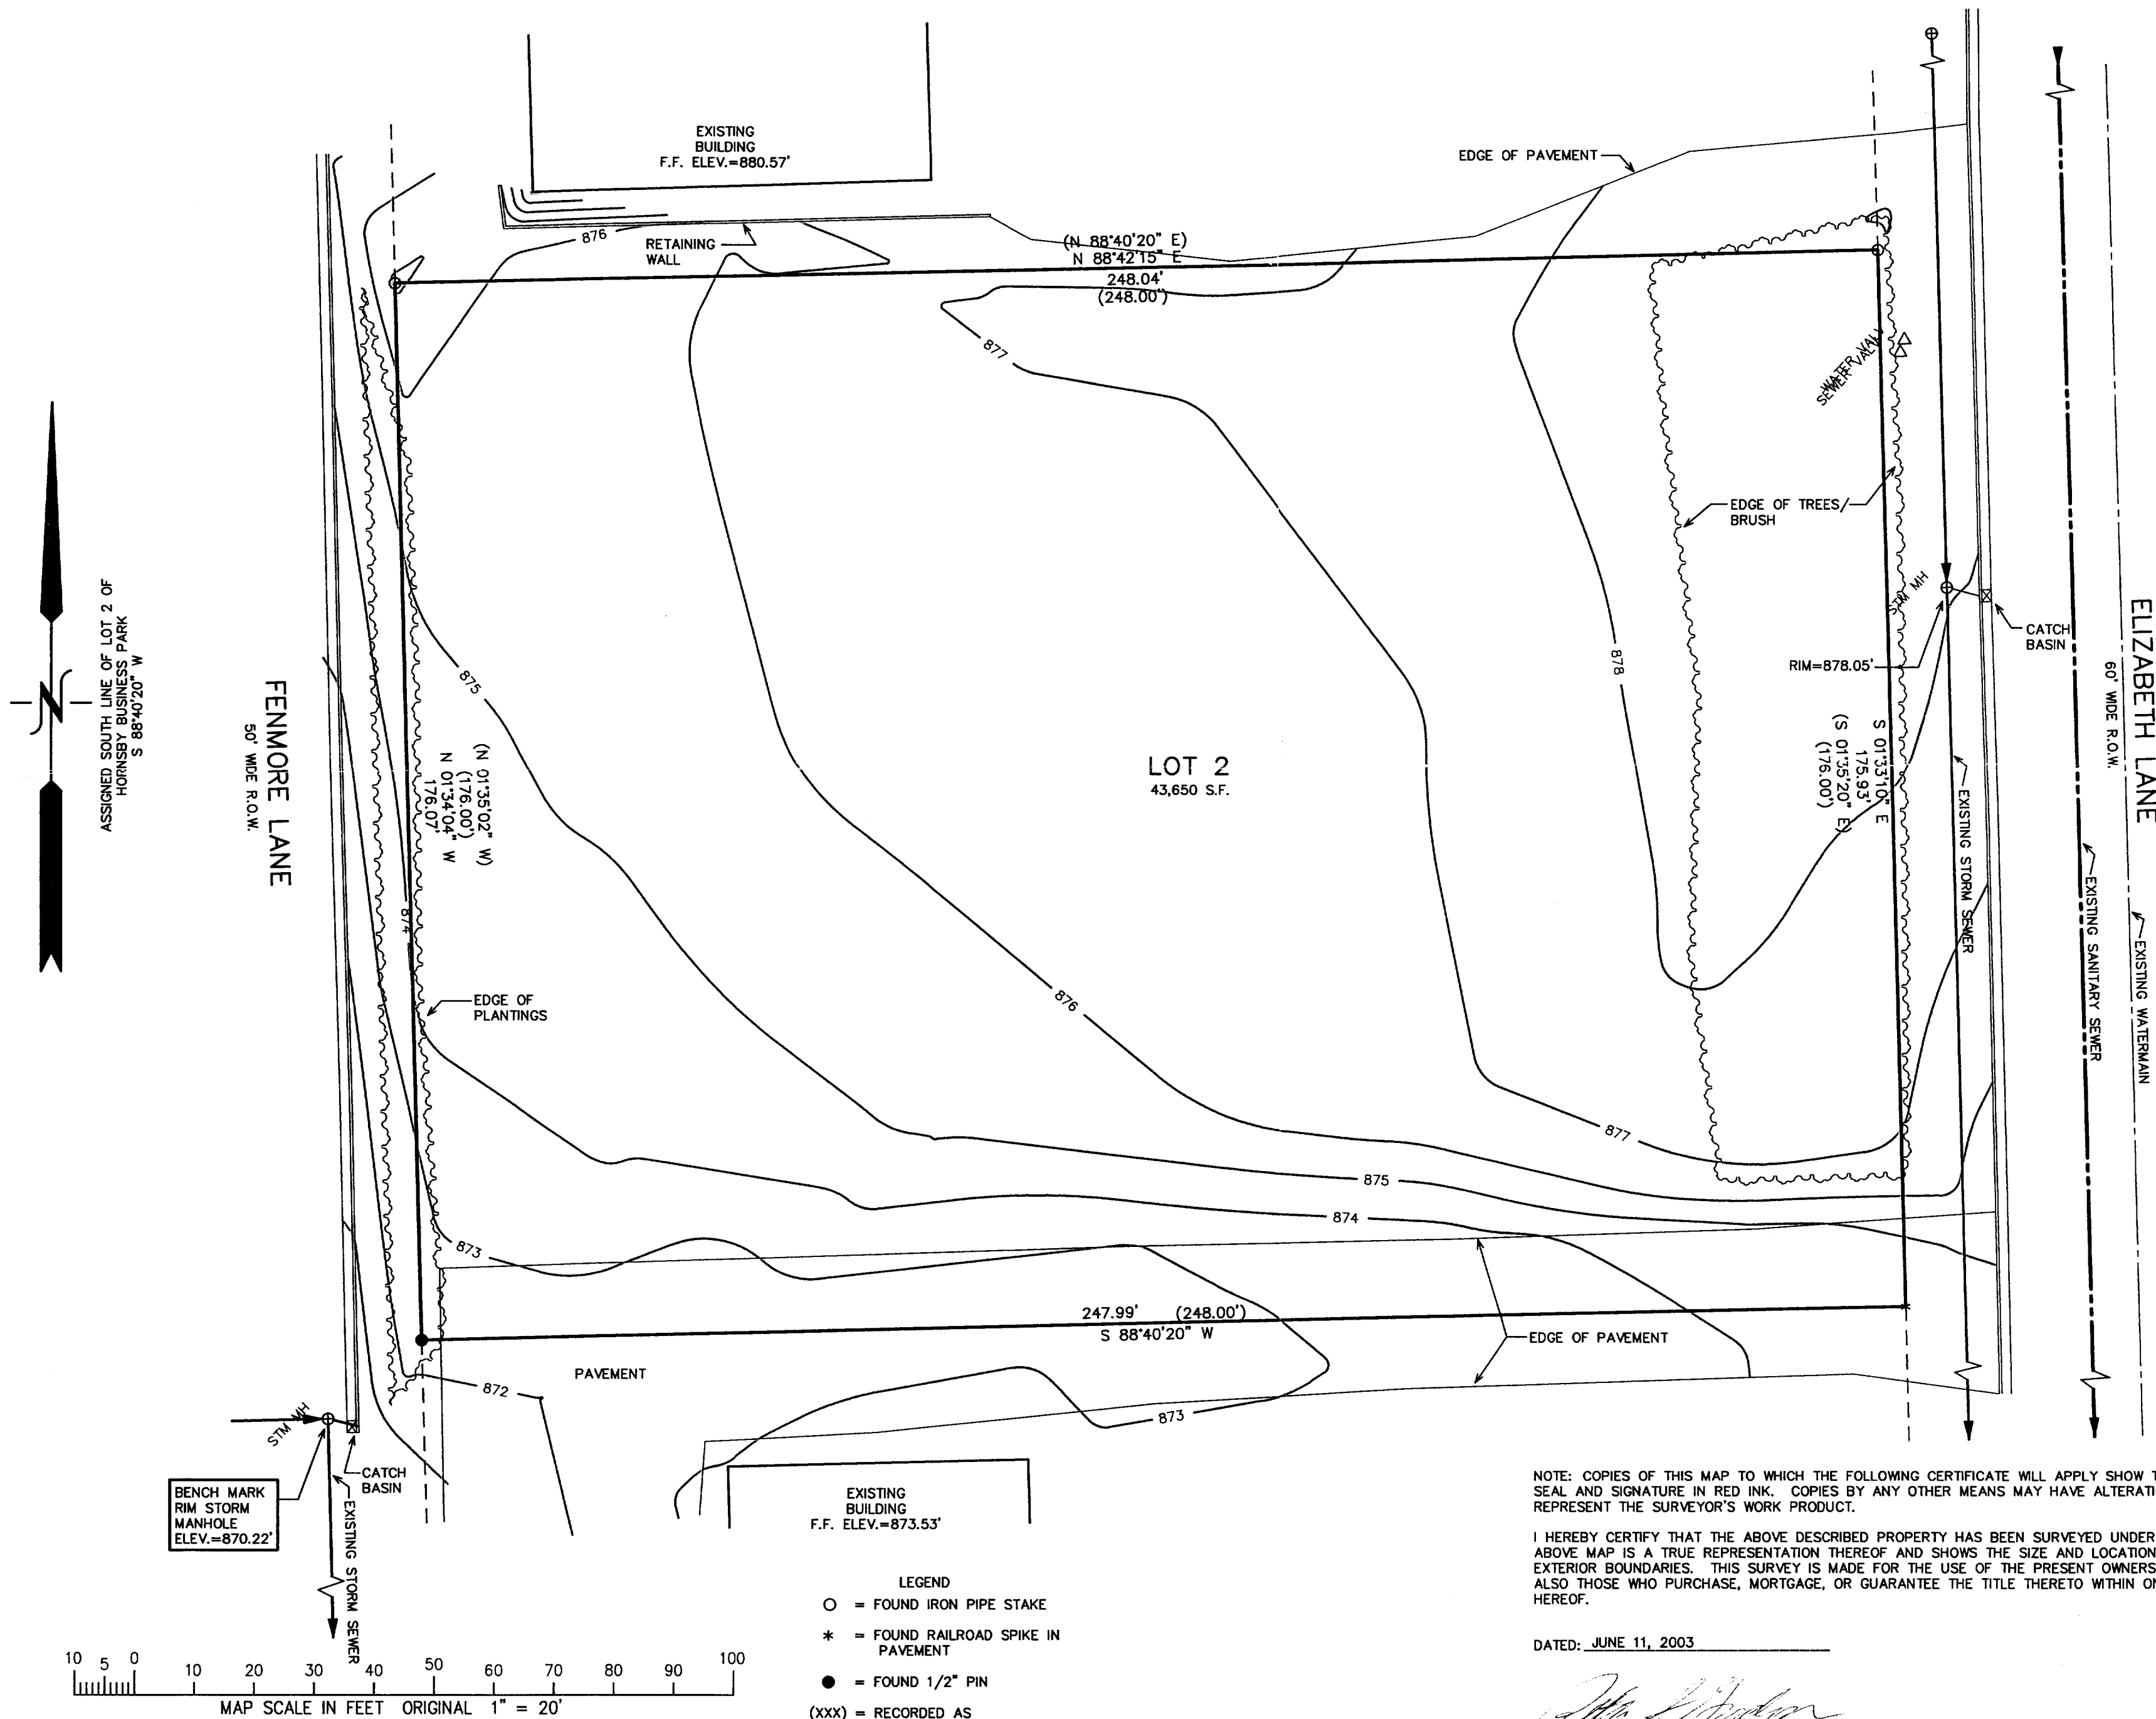 EXISTING
BUILDING
F.F. ELEV.=880.57'
EDGE OF PAVEMENT
876
RETAINING
WALL
(N 88°40'20" E)
N 88°42'15" E
248.04'
(248.00')
877
WATER
SEWER VALV
EDGE OF TREES/
BRUSH
STM MH
CATCH
BASIN
RIM=878.05'
878
875
ASSIGNED SOUTH LINE OF LOT 2 OF
HORNSBY BUSINESS PARK
S 88°40'20" W
N
FENMORE LANE
50' WIDE R.O.W.
(N 01°35'02" W)
(176.00')
N 01°34'04" W
176.07'
LOT 2
43,650 S.F.
S 01°33'10" E
175.93'
(S 01°35'20" E)
(176.00')
ELIZABETH LANE
60' WIDE R.O.W.
EXISTING STORM SEWER
EXISTING SANITARY SEWER
EXISTING WATERMAIN
874
EDGE OF
PLANTINGS
876
877
875
874
873
247.99' (248.00')
S 88°40'20" W
EDGE OF PAVEMENT
PAVEMENT
872
873
STM MH
CATCH
BASIN
BENCH MARK
RIM STORM
MANHOLE
ELEV.=870.22'
EXISTING STORM SEWER
EXISTING
BUILDING
F.F. ELEV.=873.53'
NOTE: COPIES OF THIS MAP TO WHICH THE FOLLOWING CERTIFICATE WILL APPLY SHOW
SEAL AND SIGNATURE IN RED INK. COPIES BY ANY OTHER MEANS MAY HAVE ALTERATI
REPRESENT THE SURVEYOR'S WORK PRODUCT.
I HEREBY CERTIFY THAT THE ABOVE DESCRIBED PROPERTY HAS BEEN SURVEYED UNDER
ABOVE MAP IS A TRUE REPRESENTATION THEREOF AND SHOWS THE SIZE AND LOCATION
EXTERIOR BOUNDARIES. THIS SURVEY IS MADE FOR THE USE OF THE PRESENT OWNERS
ALSO THOSE WHO PURCHASE, MORTGAGE, OR GUARANTEE THE TITLE THERETO WITHIN
HEREOF.
DATED: JUNE 11, 2003
LEGEND
= FOUND IRON PIPE STAKE
* = FOUND RAILROAD SPIKE IN
PAVEMENT
= FOUND 1/2" PIN
(XXX) = RECORDED AS
10 5 0 10 20 30 40 50 60 70 80 90 100
MAP SCALE IN FEET ORIGINAL 1" = 20'